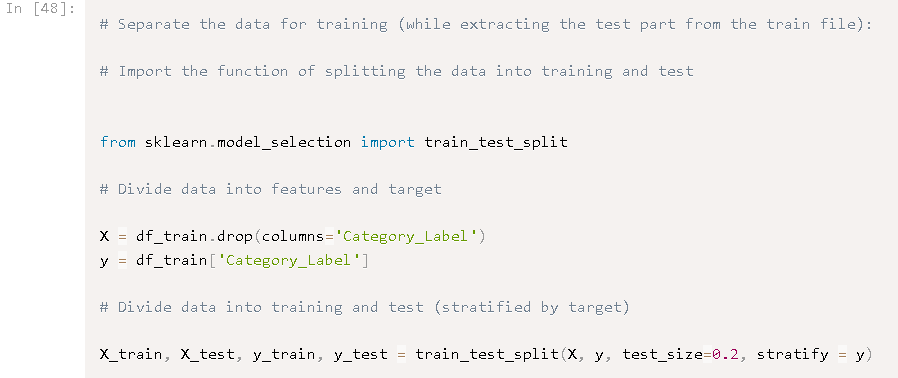 In [48]:
# Separate the data for training (while extracting the test part from the train file):
# Import the function of splitting the data into training and test
from sklearn.model_selection import train_test_split
# Divide data into features and target
X = df_train.drop(columns='Category_Label')
y = df_train['Category_Label']
# Divide data into training and test (stratified by target)
X_train, X_test, y_train, y_test = train_test_split(X, y, test_size=0.2, stratify = y)